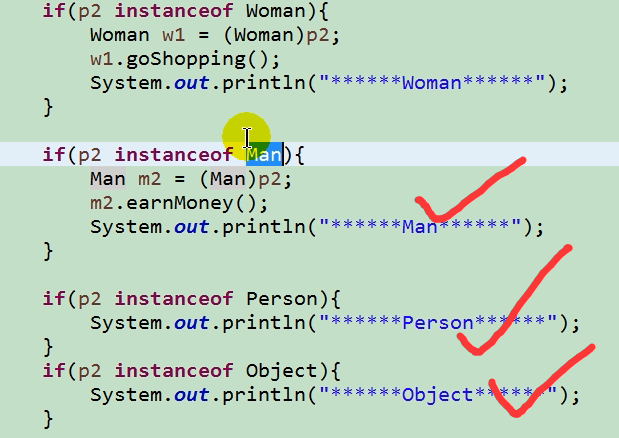 if(p2 instanceof Woman){
Woman w1 = (Woman)p2;
w1.goShopping();
System.out.println("******Woman******");
}
if(p2 instanceof Man){
Man m2 = (Man)p2;
m2.earnMoney();
System.out.println("******Man******");
}
if(p2 instanceof Person){
System.out.println("******Person******");
}
if(p2 instanceof Object){
System.out.println("******Object******");
}